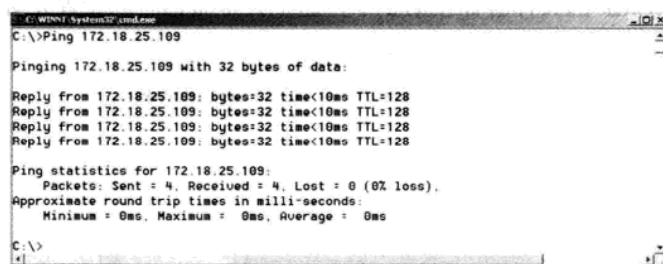 C:\WINNT\System32\cmd.exe
C:\>Ping 172.18.25.109
Pinging 172.18.25.109 with 32 bytes of data:
Reply from 172.18.25.109: bytes=32 time<10ms TTL=128
Reply from 172.18.25.109: bytes=32 time<10ms TTL=128
Reply from 172.18.25.109: bytes=32 time<10ms TTL=128
Reply from 172.18.25.109: bytes=32 time<10ms TTL=128
Ping statistics for 172.18.25.109:
Packets: Sent = 4, Received = 4, Lost = 0 (0% loss),
Approximate round trip times in milli-seconds:
Minimum = 0ms, Maximum = 0ms, Average = 0ms
C:\>